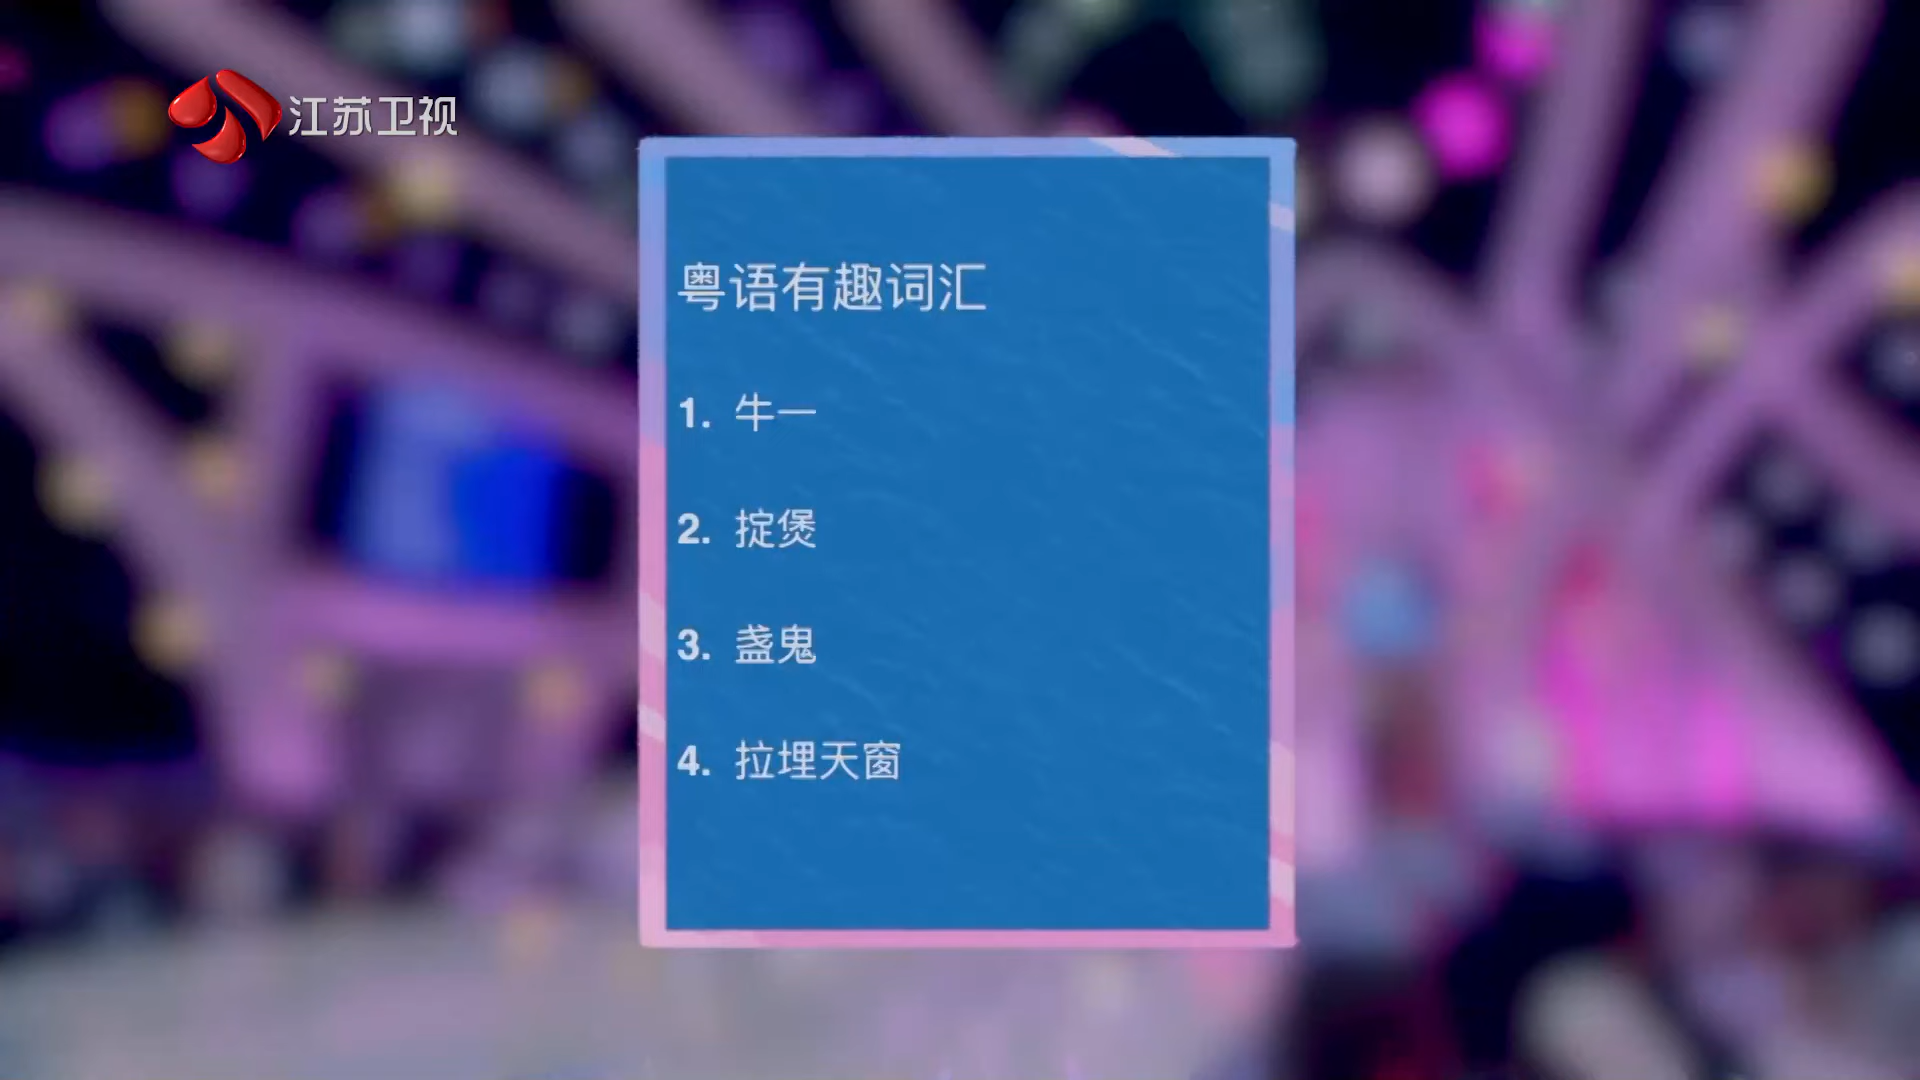 江苏卫视
粤语有趣词汇
1. 牛一
2. 掟煲
3. 盏鬼
4. 拉埋天窗